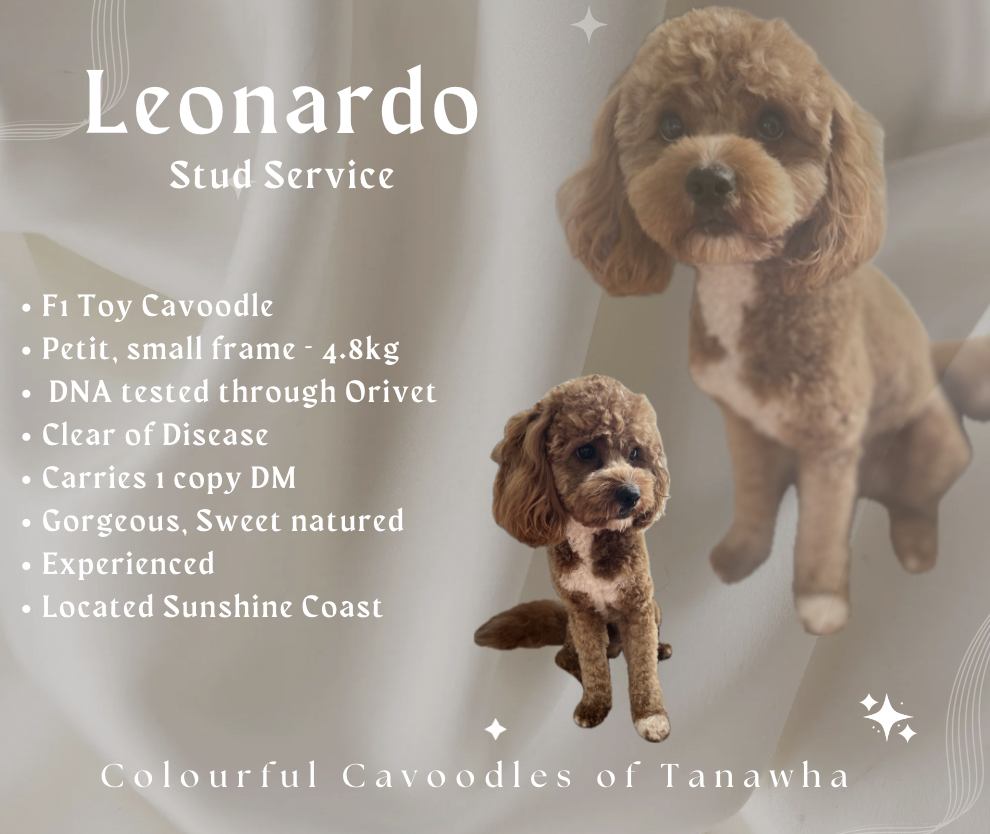 Leonardo
Stud Service
• F1 Toy Cavoodle
• Petit, small frame - 4.8kg
• DNA tested through Orivet
• Clear of Disease
• Carries 1 copy DM
• Gorgeous, Sweet natured
• Experienced
• Located Sunshine Coast
Colourful Cavoodles of Tanawha